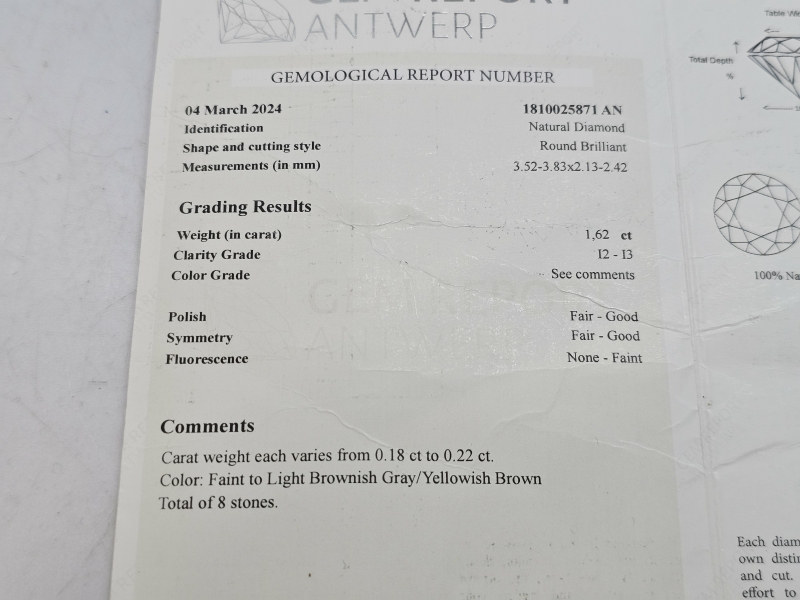 ANTWERP
GEMOLOGICAL REPORT NUMBER
04 March 2024 1810025871 AN
Identification Natural Diamond
Shape and cutting style Round Brilliant
Measurements (in mm) 3.52-3.83x2.13-2.42
Grading Results
Weight (in carat) 1,62 ct
Clarity Grade I2 - I3
Color Grade See comments
Polish Fair - Good
Symmetry Fair - Good
Fluorescence None - Faint
Comments
Carat weight each varies from 0.18 ct to 0.22 ct.
Color: Faint to Light Brownish Gray/Yellowish Brown
Total of 8 stones.
Table
Total Depth
%
100%
Each
own
and cut.
effort to